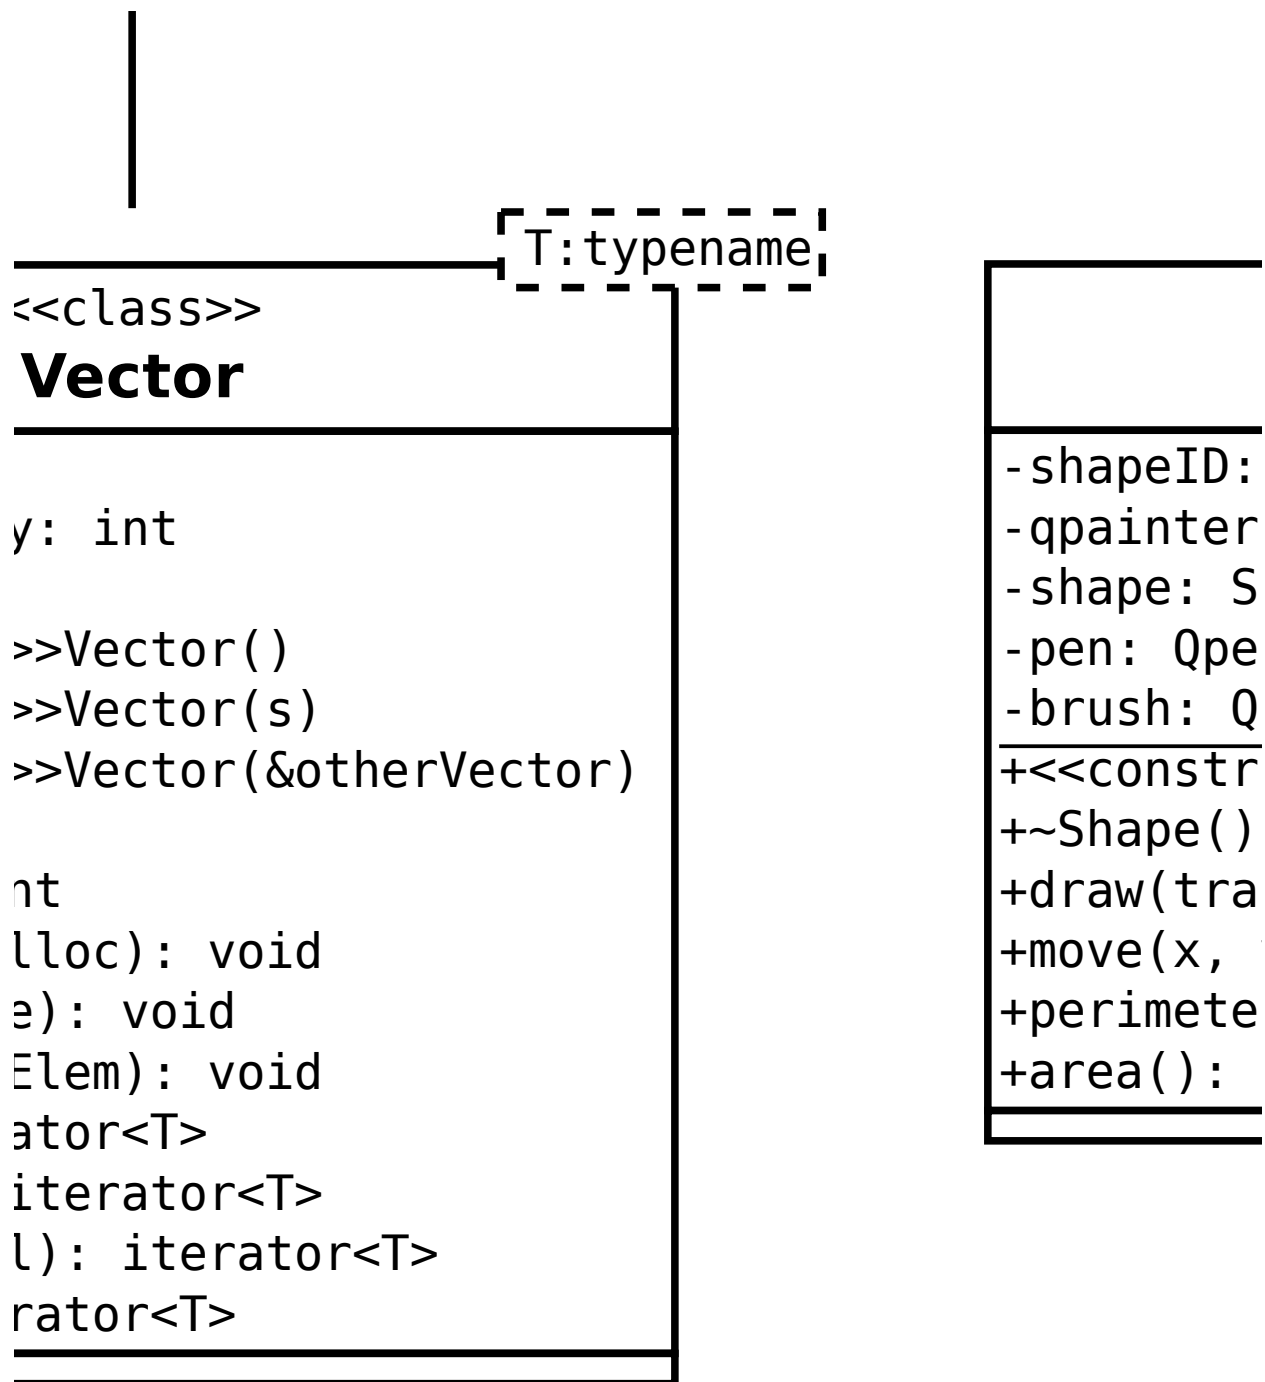 T:typename
<<class>>
Vector
y: int
>>Vector()
>>Vector(s)
>>Vector(&otherVector)
nt
lloc): void
e): void
Elem): void
ator<T>
iterator<T>
l): iterator<T>
rator<T>
-shapeID:
-qpainter
-shape: S
-pen: Qpe
-brush: Q
+<<constr
+~Shape()
+draw(tra
+move(x,
+perimete
+area():